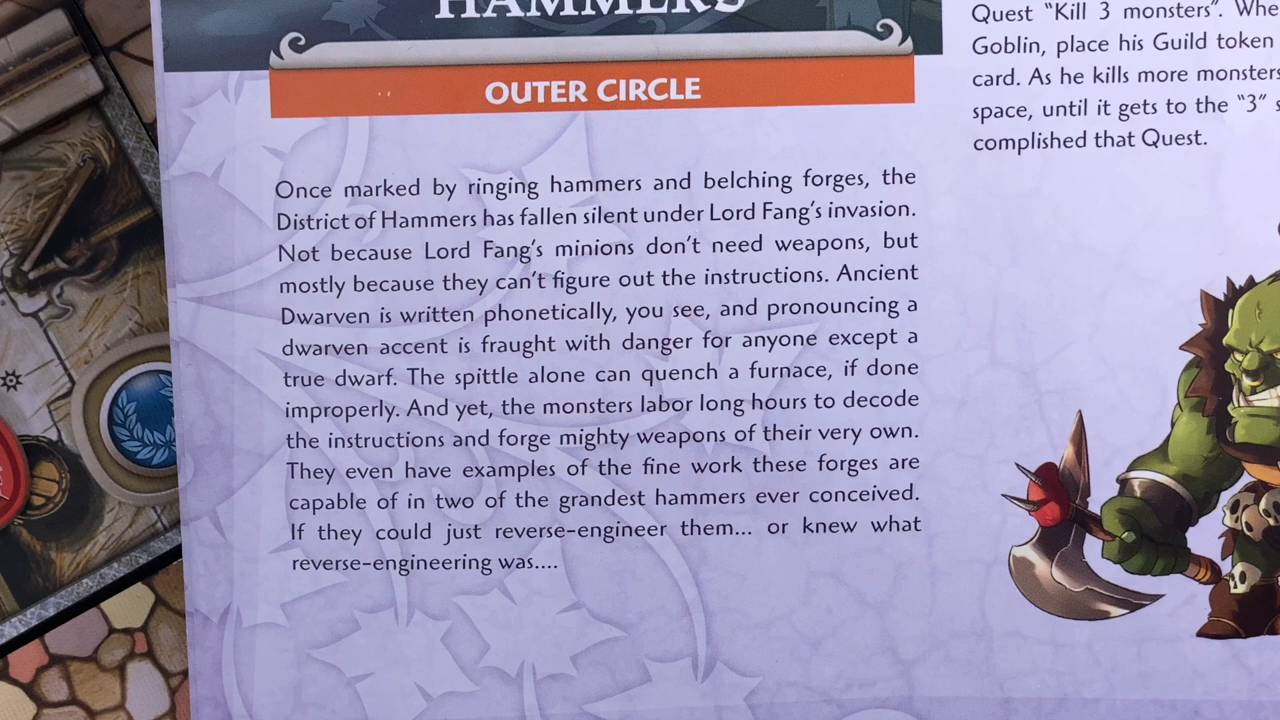 HAMMERS
OUTER CIRCLE
Once marked by ringing hammers and belching forges, the
District of Hammers has fallen silent under Lord Fang's invasion.
Not because Lord Fang's minions don't need weapons, but
mostly because they can't figure out the instructions. Ancient
Dwarven is written phonetically, you see, and pronouncing a
dwarven accent is fraught with danger for anyone except a
true dwarf. The spittle alone can quench a furnace, if done
improperly. And yet, the monsters labor long hours to decode
the instructions and forge mighty weapons of their very own.
They even have examples of the fine work these forges are
capable of in two of the grandest hammers ever conceived.
If they could just reverse-engineer them... or knew what
reverse-engineering was....
Quest "Kill 3 monsters". Whe
Goblin, place his Guild token
card. As he kills more monsters
space, until it gets to the "3" s
complished that Quest.